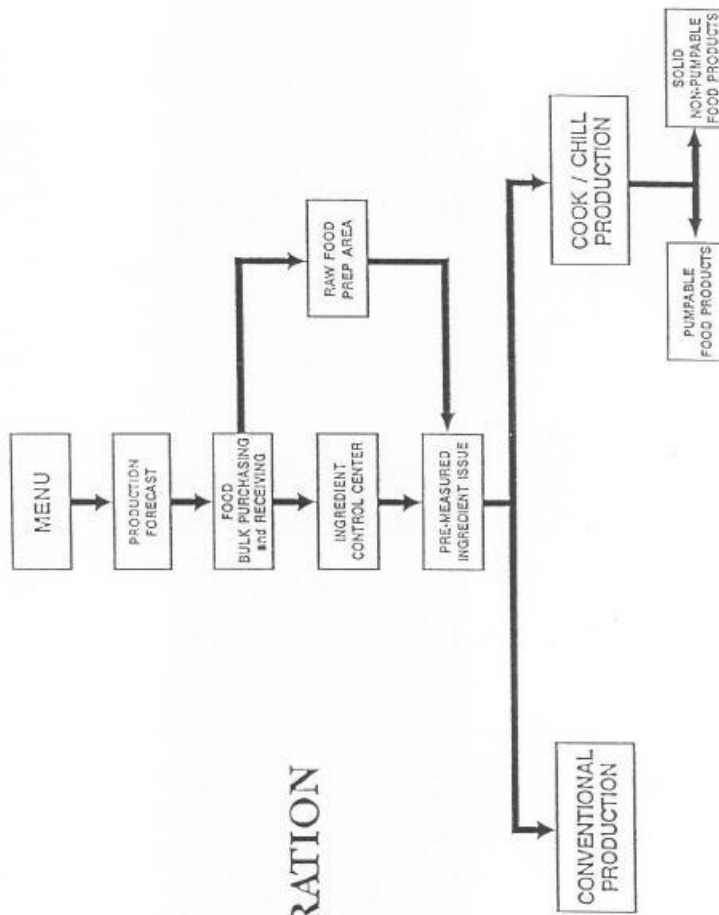 MENU
PRODUCTION
FORECAST
FOOD
BULK PURCHASING
and RECEIVING
RAW FOOD
PREP AREA
INGREDIENT
CONTROL CENTER
PRE-MEASURED
INGREDIENT ISSUE
RATION
CONVENTIONAL
PRODUCTION
COOK / CHILL
PRODUCTION
PUMPABLE
FOOD PRODUCTS
SOLID
NON-PUMPABLE
FOOD PRODUCTS